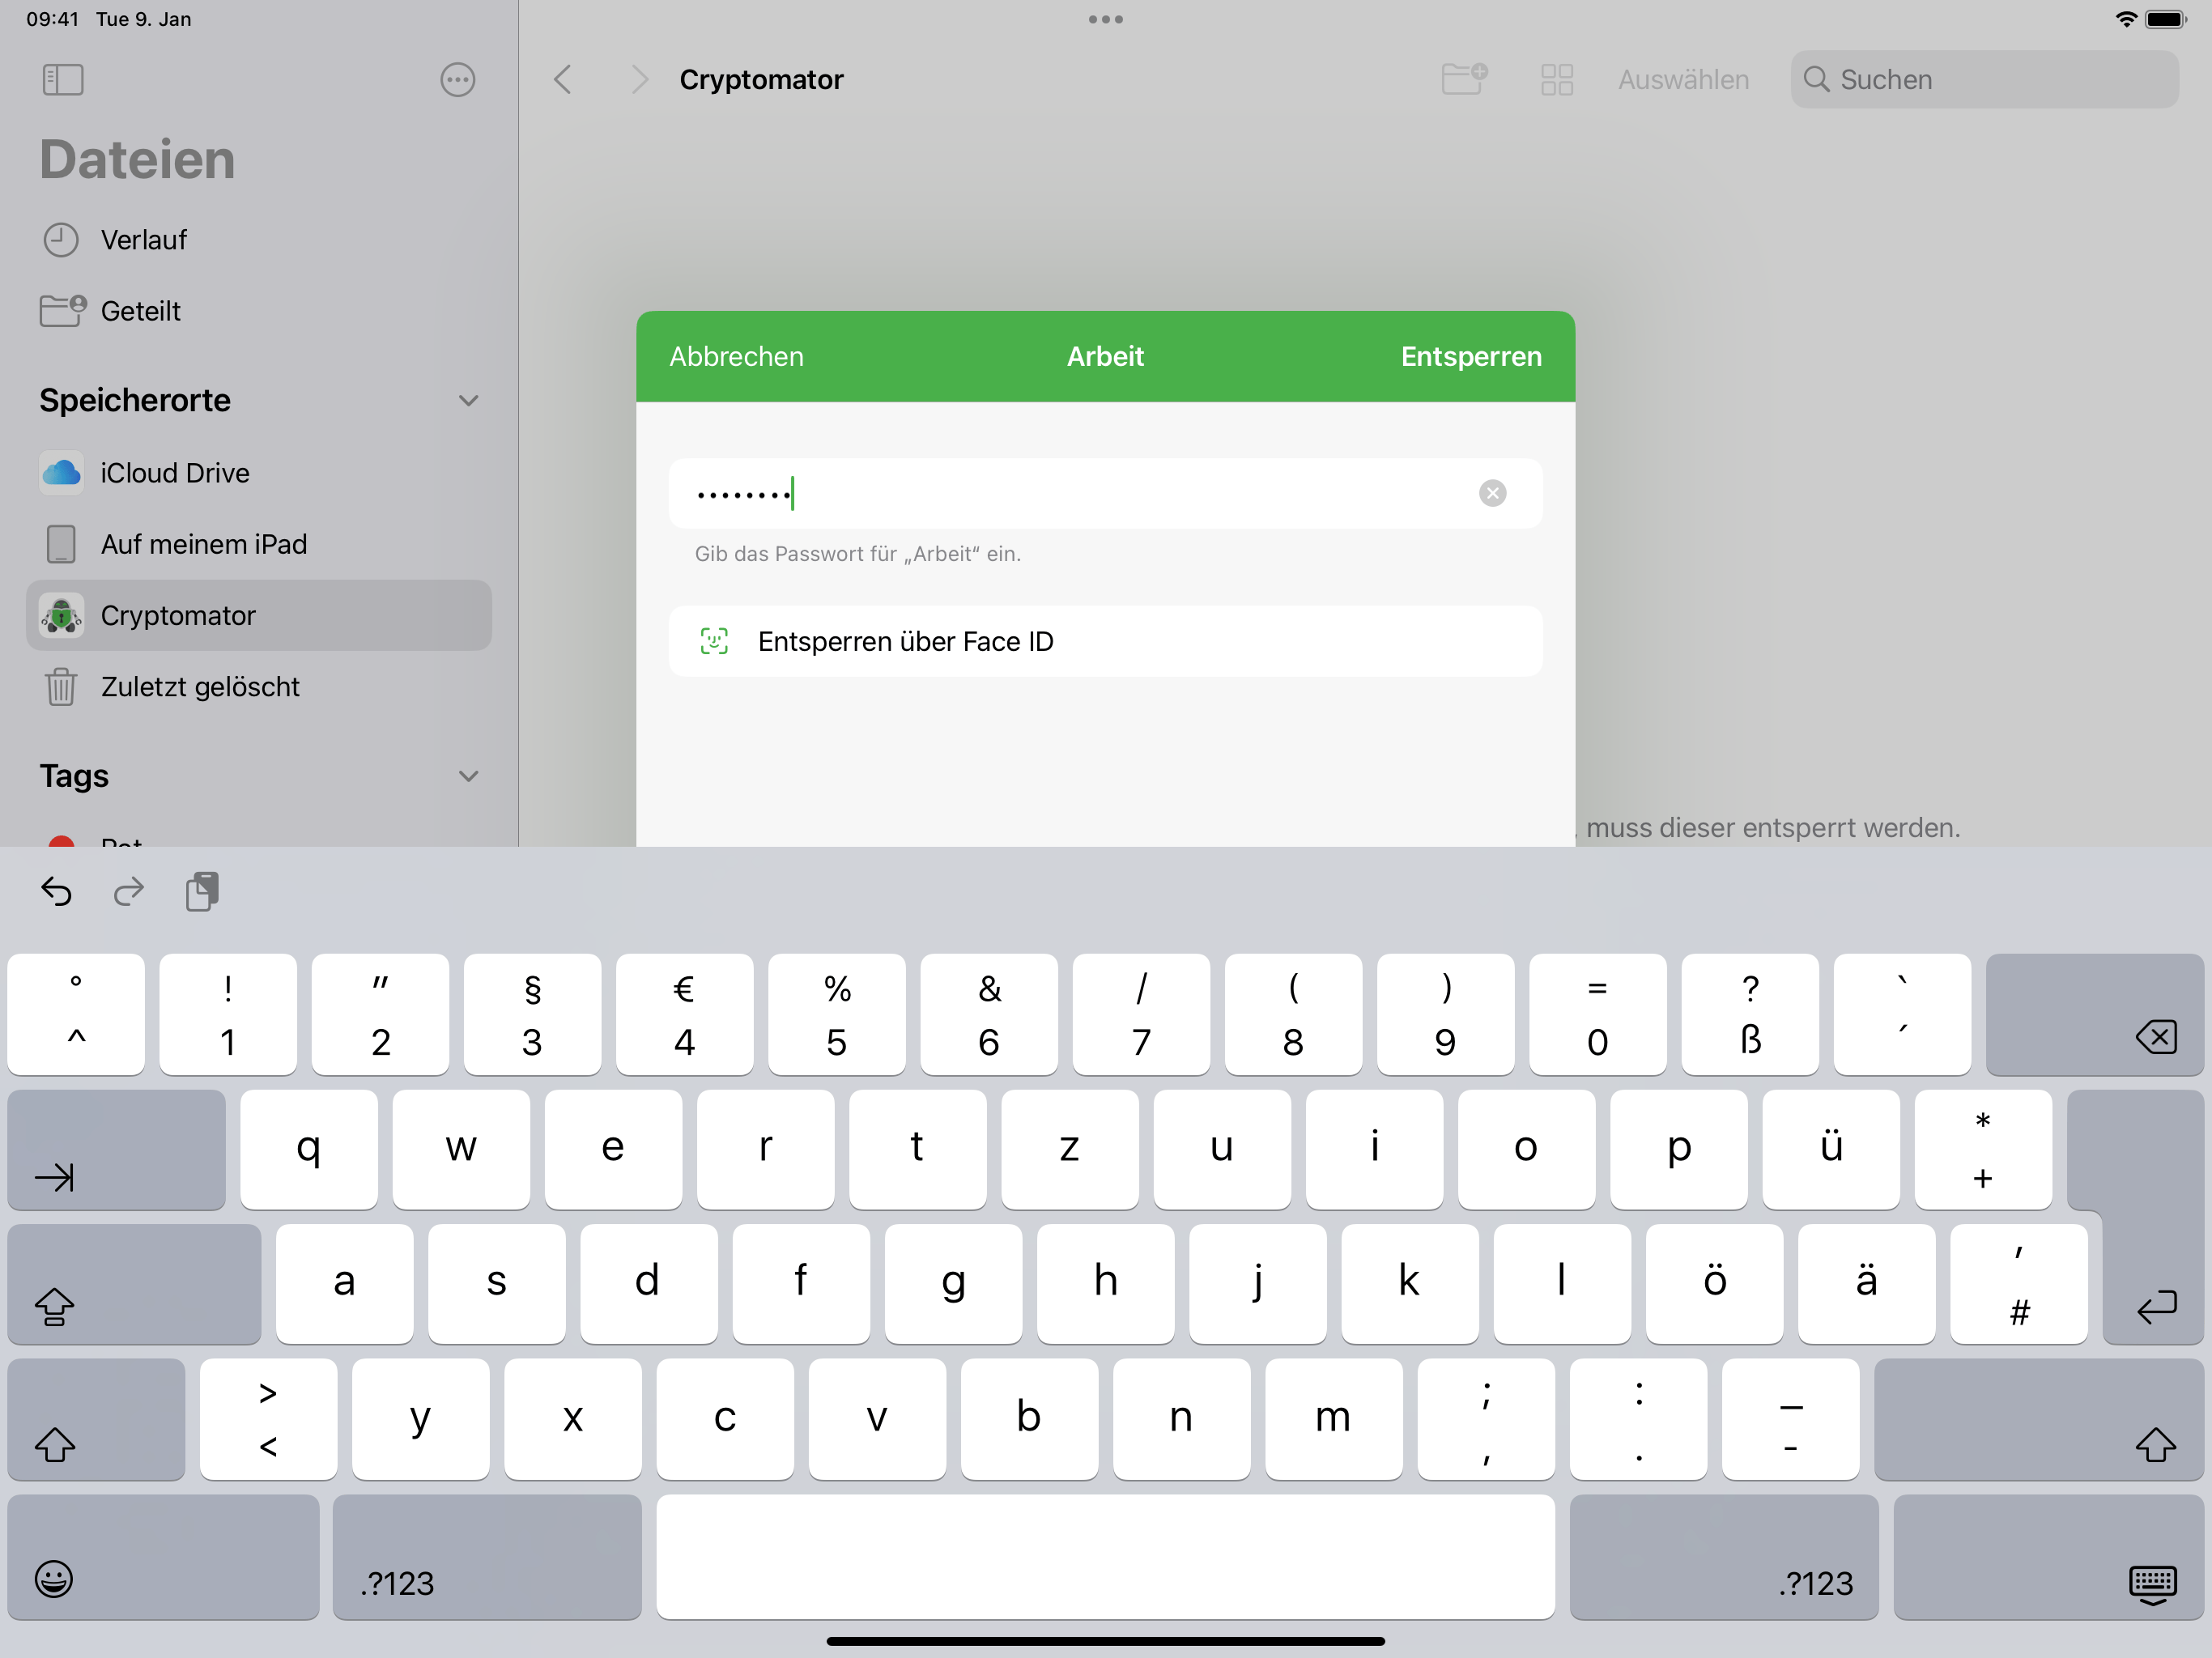 09:41 Tue 9. Jan
Dateien
Verlauf
Geteilt
Speicherorte
iCloud Drive
Auf meinem iPad
Cryptomator
Zuletzt gelöscht
Tags
Cryptomator
Auswählen
Suchen
Abbrechen
Arbeit
Entsperren
••••••••
Gib das Passwort für „Arbeit“ ein.
Entsperren über Face ID
, muss dieser entsperrt werden.
° ! " § € % & / ( ) = ? `
^ 1 2 3 4 5 6 7 8 9 0 ß ´
q w e r t z u i o p ü * +
a s d f g h j k l ö ä ' #
> < y x c v b n m ; , : . _ -
.?123 .?123